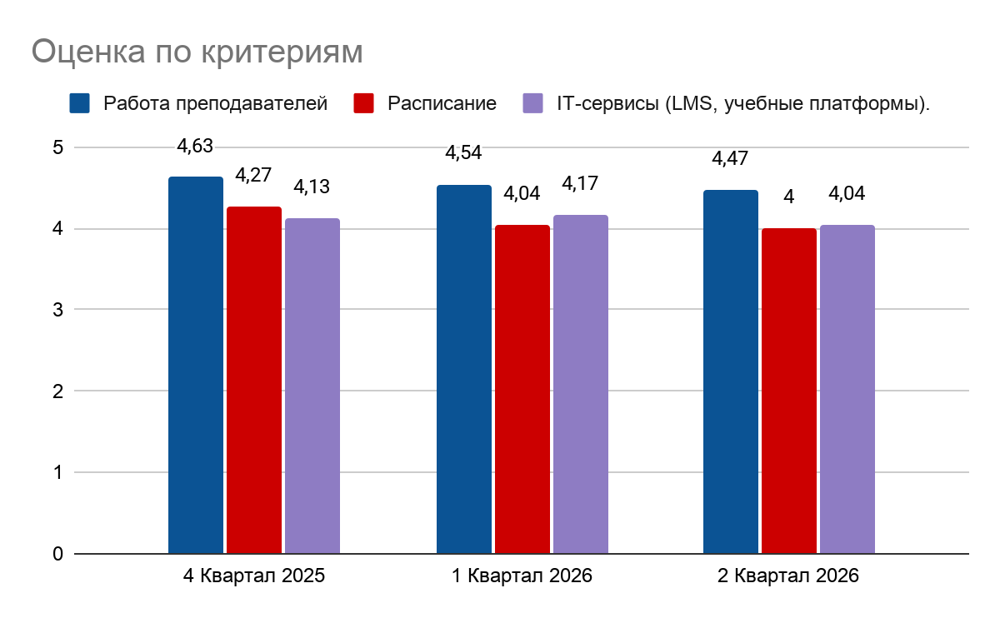 Оценка по критериям
Работа преподавателей Расписание IT-сервисы (LMS, учебные платформы).
5
4,63 4,27 4,13 4,54 4,04 4,17 4,47 4 4,04
4
3
2
1
0
4 Квартал 2025 1 Квартал 2026 2 Квартал 2026